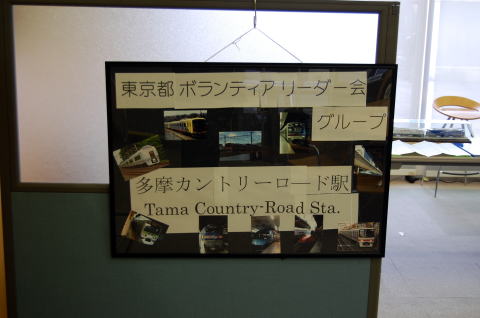 東京都 ボランティア リーダー会
グループ
多摩カントリーロード駅
Tama Country-Road Sta.